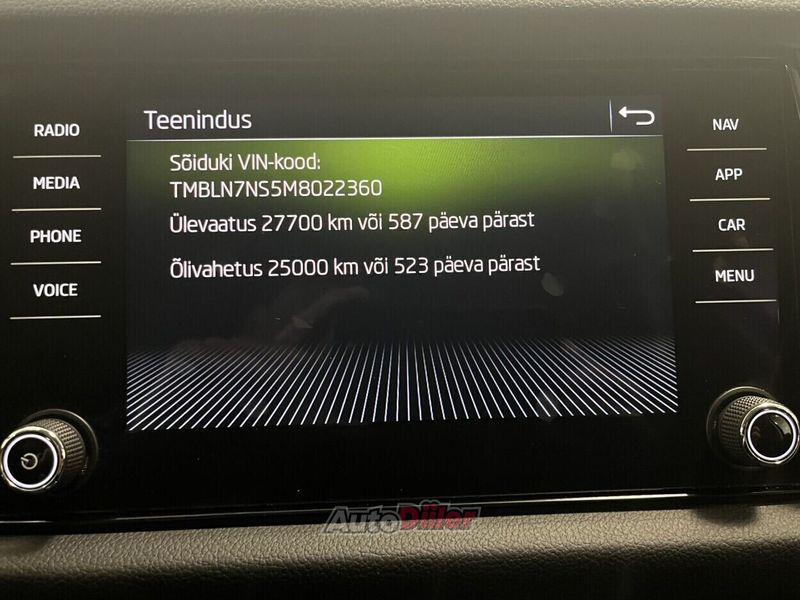 RADIO
MEDIA
PHONE
VOICE
Teenindus
Sõiduki VIN-kood:
TMBLN7NS5M8022360
Ülevaatus 27700 km või 587 päeva pärast
Õlivahetus 25000 km või 523 päeva pärast
NAV
APP
CAR
MENU
AutoDiiler